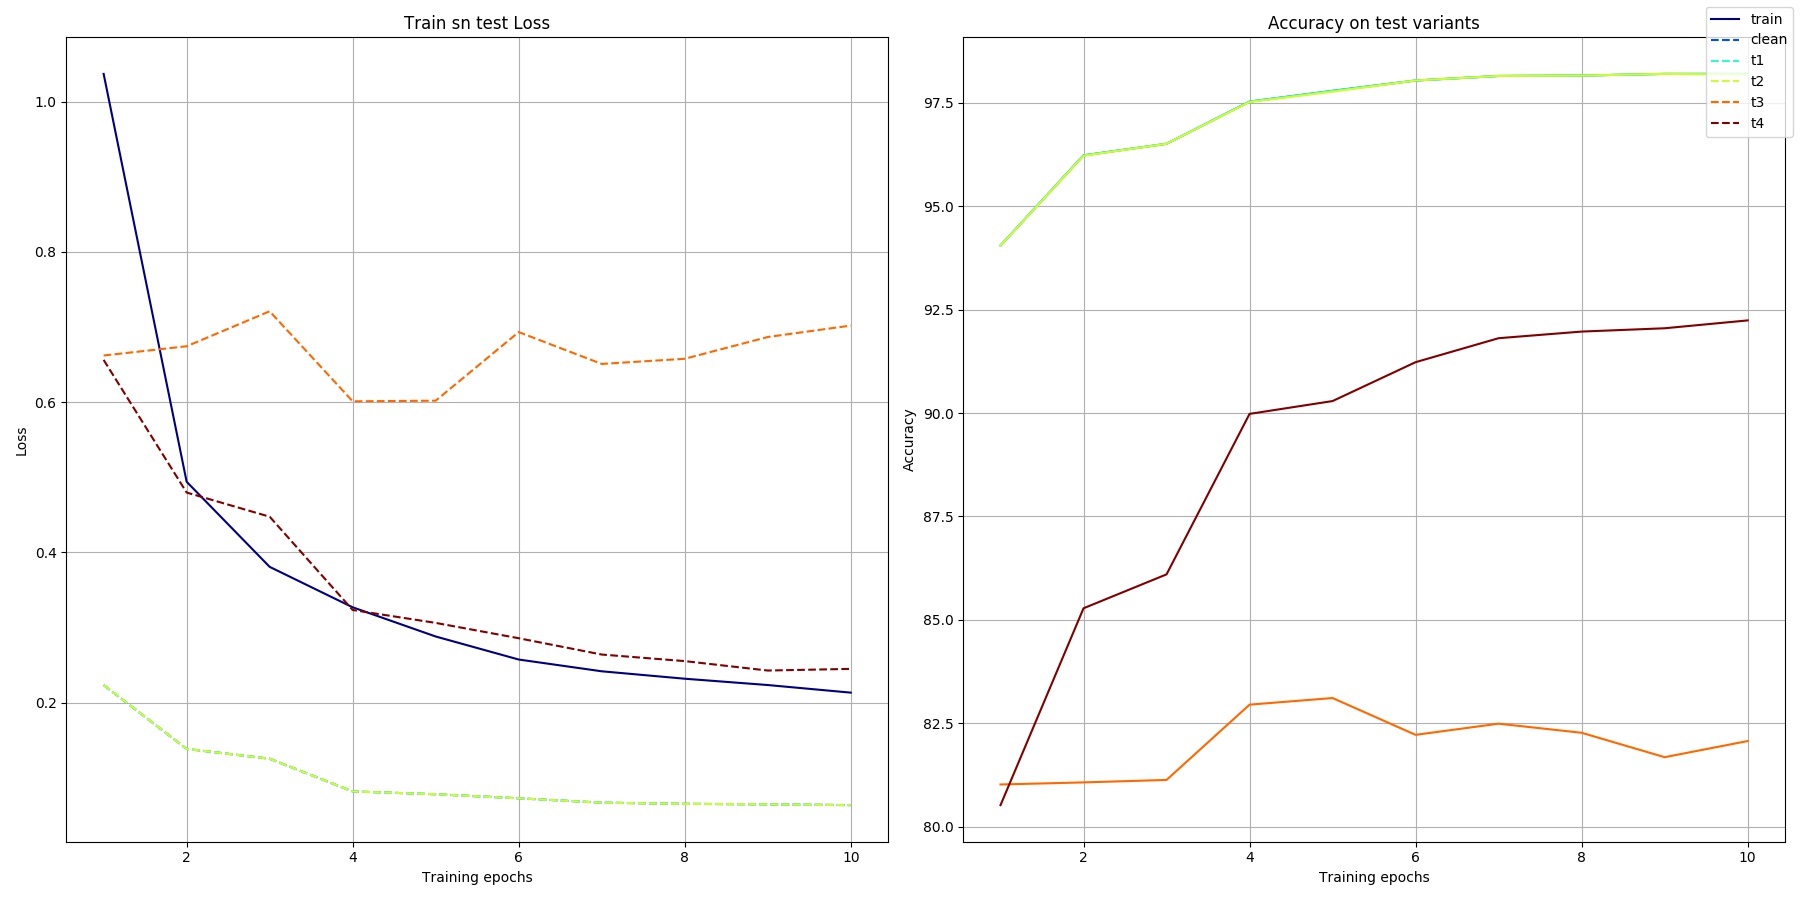 Train sn test Loss
1.0
0.8
0.6
0.4
0.2
Loss
2 4 6 8 10
Training epochs
Accuracy on test variants
97.5
95.0
92.5
90.0
87.5
85.0
82.5
80.0
Accuracy
2 4 6 8 10
Training epochs
train
clean
t1
t2
t3
t4